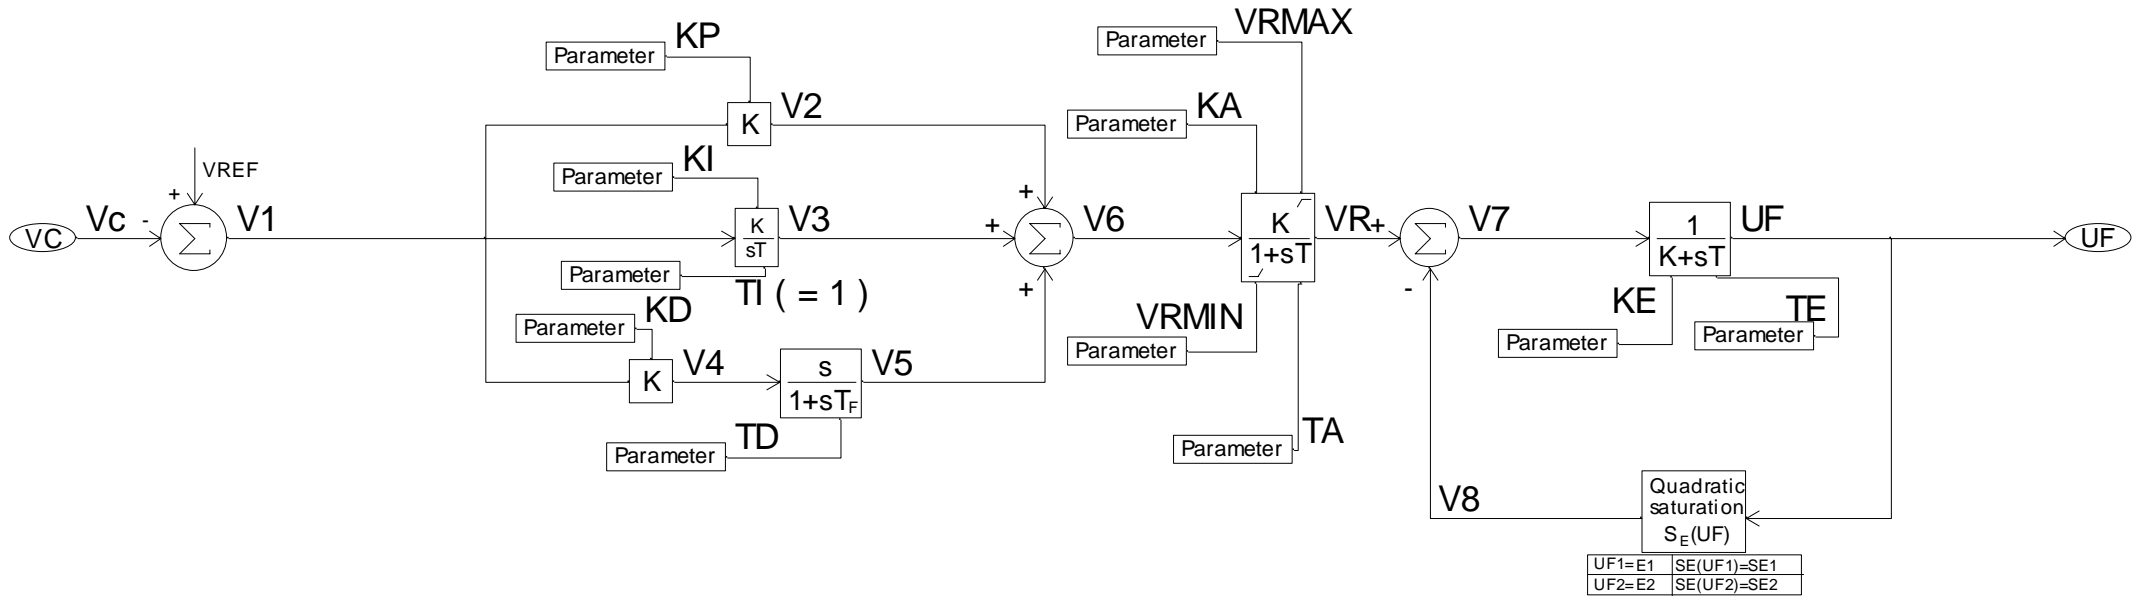 KP
Parameter
VRMAX
Parameter
K
V2
KA
Parameter
KI
Parameter
VREF
+
VC
Vc
-
Σ
V1
K
sT
V3
+
+
+
Σ
V6
K
1+sT
VR
+
Σ
V7
1
K+sT
UF
UF
Parameter
TI ( = 1 )
KD
Parameter
K
V4
s
1+sTF
V5
TD
Parameter
VRMIN
Parameter
TA
Parameter
-
KE
Parameter
TE
Parameter
V8
Quadratic
saturation
SE(UF)
UF1=E1 SE(UF1)=SE1
UF2=E2 SE(UF2)=SE2